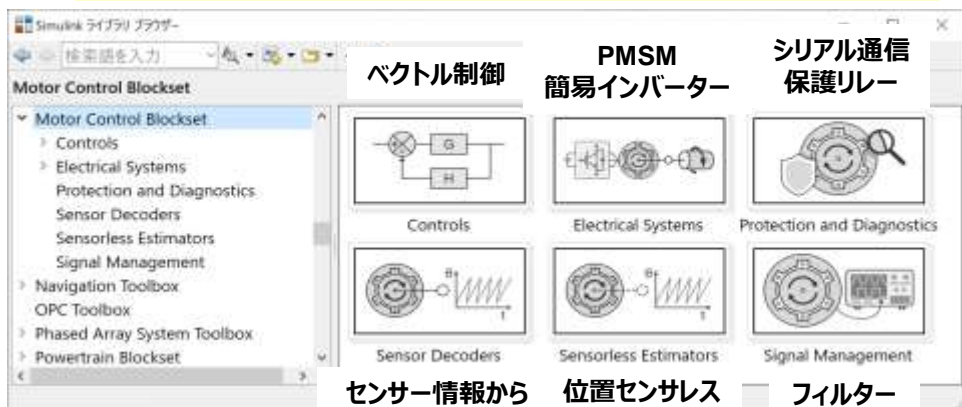 Simulink ライブラリ ブラウザー
検索語を入力
Motor Control Blockset
ベクトル制御
PMSM
簡易インバーター
シリアル通信
保護リレー
Motor Control Blockset
Controls
Electrical Systems
Protection and Diagnostics
Sensor Decoders
Sensorless Estimators
Signal Management
Navigation Toolbox
OPC Toolbox
Phased Array System Toolbox
Powertrain Blockset
G
H
Controls
Electrical Systems
Protection and Diagnostics
θ
t
θ
t
Sensor Decoders
Sensorless Estimators
Signal Management
センサー情報から
位置センサレス
フィルター